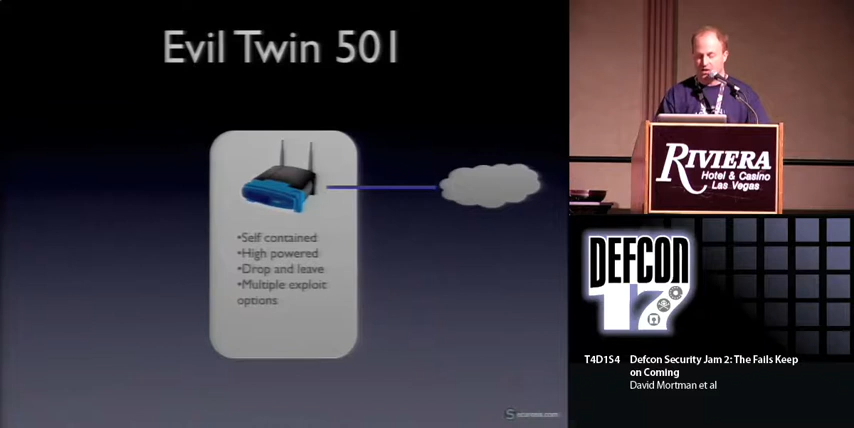 Evil Twin 501
•Self contained
•High powered
•Drop and leave
•Multiple exploit
options
RIVIERA
Hotel & Casino
Las Vegas
DEFCON
17
T4D1S4 Defcon Security Jam 2: The Fails Keep
on Coming
David Mortman et al